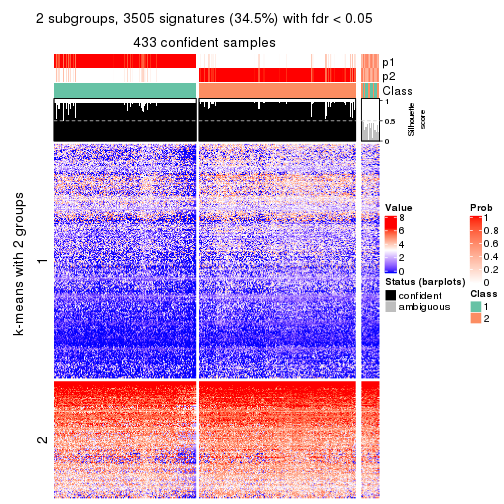 2 subgroups, 3505 signatures (34.5%) with fdr < 0.05
433 confident samples
p1
p2
Class
1
0.5
0
Silhouette
score
k-means with 2 groups
1
2
Value
8
6
4
2
0
Prob
1
0.8
0.6
0.4
0.2
0
Status (barplots)
confident
ambiguous
Class
1
2